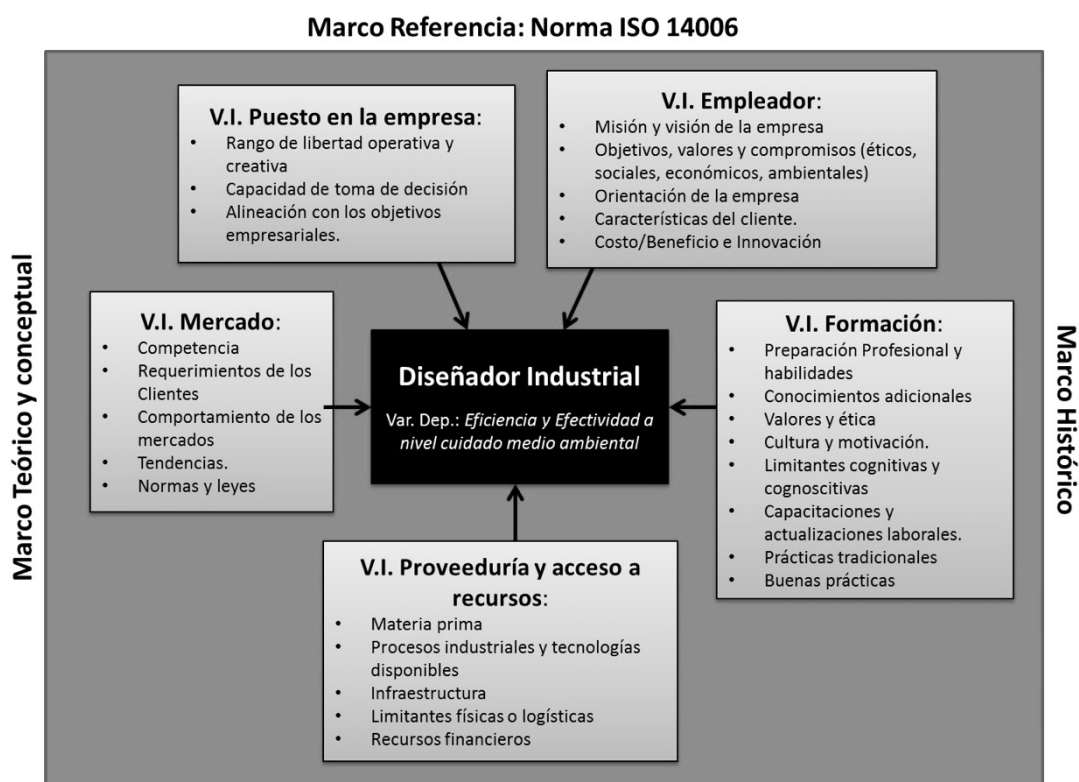 Marco Referencia: Norma ISO 14006
V.I. Puesto en la empresa:
• Rango de libertad operativa y
creativa
• Capacidad de toma de decisión
• Alineación con los objetivos
empresariales.
V.I. Empleador:
• Misión y visión de la empresa
• Objetivos, valores y compromisos (éticos,
sociales, económicos, ambientales)
• Orientación de la empresa
• Características del cliente.
• Costo/Beneficio e Innovación
Marco Teórico y conceptual
V.I. Mercado:
• Competencia
• Requerimientos de los
Clientes
• Comportamiento de los
mercados
• Tendencias.
• Normas y leyes
Diseñador Industrial
Var. Dep.: Eficiencia y Efectividad a
nivel cuidado medio ambiental
V.I. Formación:
• Preparación Profesional y
habilidades
• Conocimientos adicionales
• Valores y ética
• Cultura y motivación.
• Limitantes cognitivas y
cognoscitivas
• Capacitaciones y
actualizaciones laborales.
• Prácticas tradicionales
• Buenas prácticas
Marco Histórico
V.I. Proveeduría y acceso a
recursos:
• Materia prima
• Procesos industriales y tecnologías
disponibles
• Infraestructura
• Limitantes físicas o logísticas
• Recursos financieros